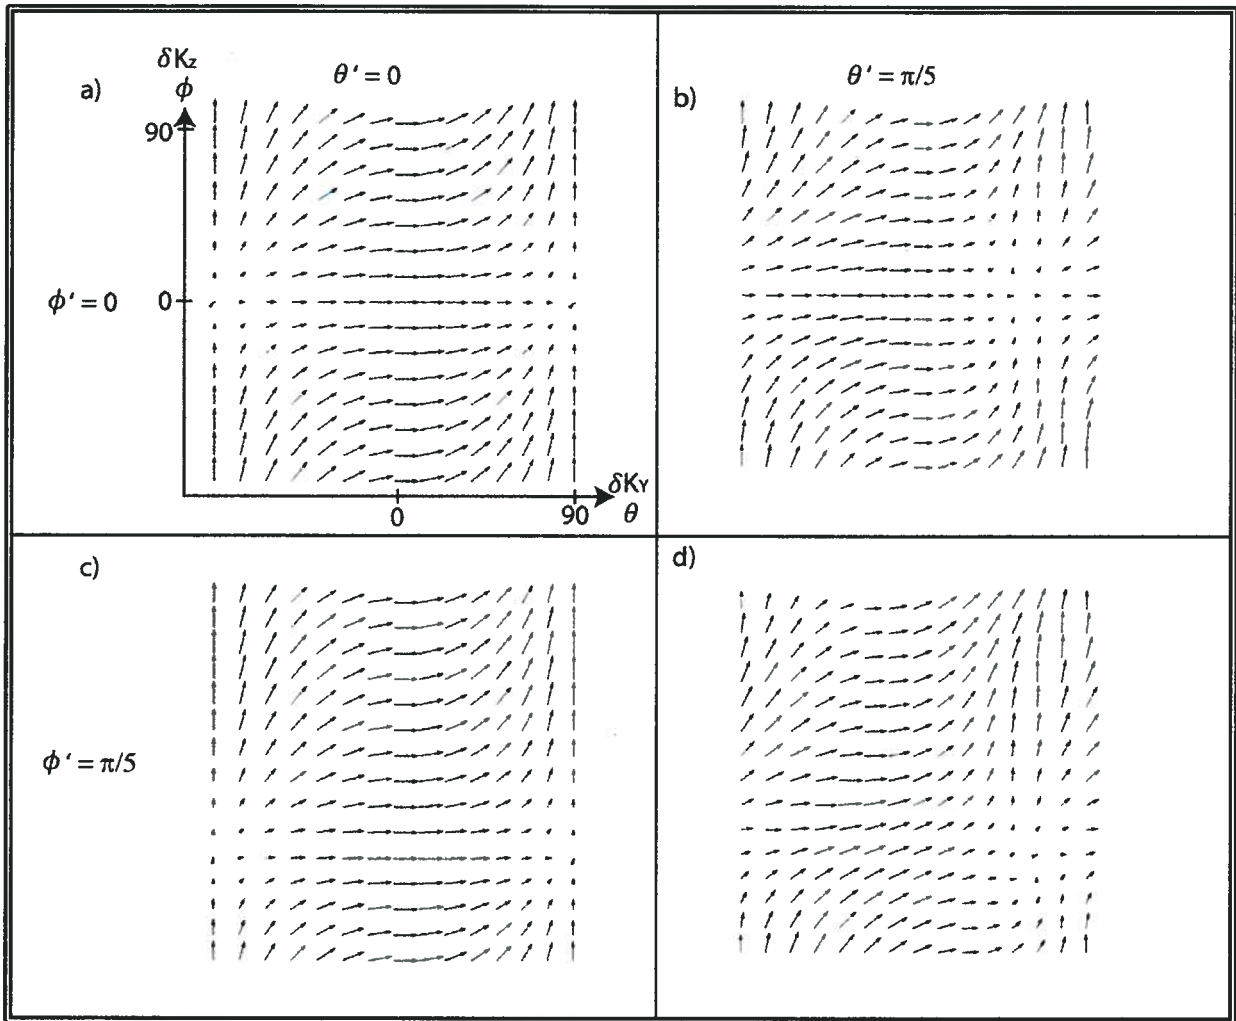 δKz
θ′ = 0
a)
ϕ
90
ϕ′ = 0
0
δKY
0
90
θ
θ′ = π/5
b)
c)
ϕ′ = π/5
d)